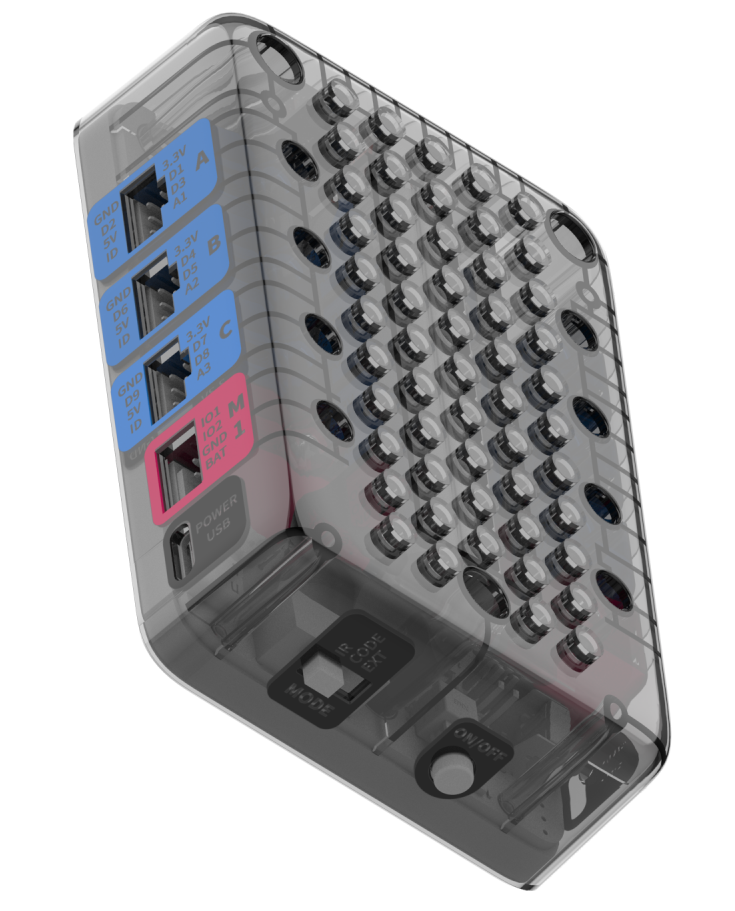 A
3.3V
D1
D3
A1
GND
D2
5V
ID
B
3.3V
D4
D5
A2
GND
D6
5V
ID
C
3.3V
D7
D8
A3
GND
D9
5V
ID
M
1
IO1
IO2
GND
BAT
POWER
USB
IR
CODE
EXT
MODE
ON/OFF